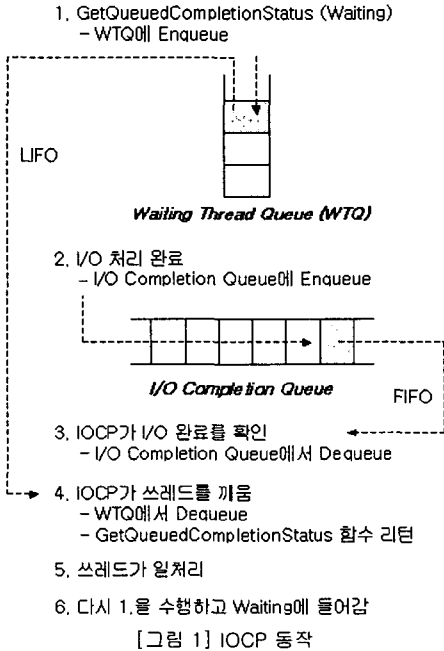 1. GetQueuedCompletionStatus (Waiting)
- WTQ에 Enqueue
LIFO
Waiting Thread Queue (WTQ)
2. I/O 처리 완료
- I/O Completion Queue에 Enqueue
I/O Completion Queue
FIFO
3. IOCP가 I/O 완료를 확인
- I/O Completion Queue에서 Dequeue
4. IOCP가 쓰레드를 깨움
- WTQ에서 Dequeue
- GetQueuedCompletionStatus 함수 리턴
5. 쓰레드가 일처리
6. 다시 1.을 수행하고 Waiting에 들어감
[그림 1] IOCP 동작